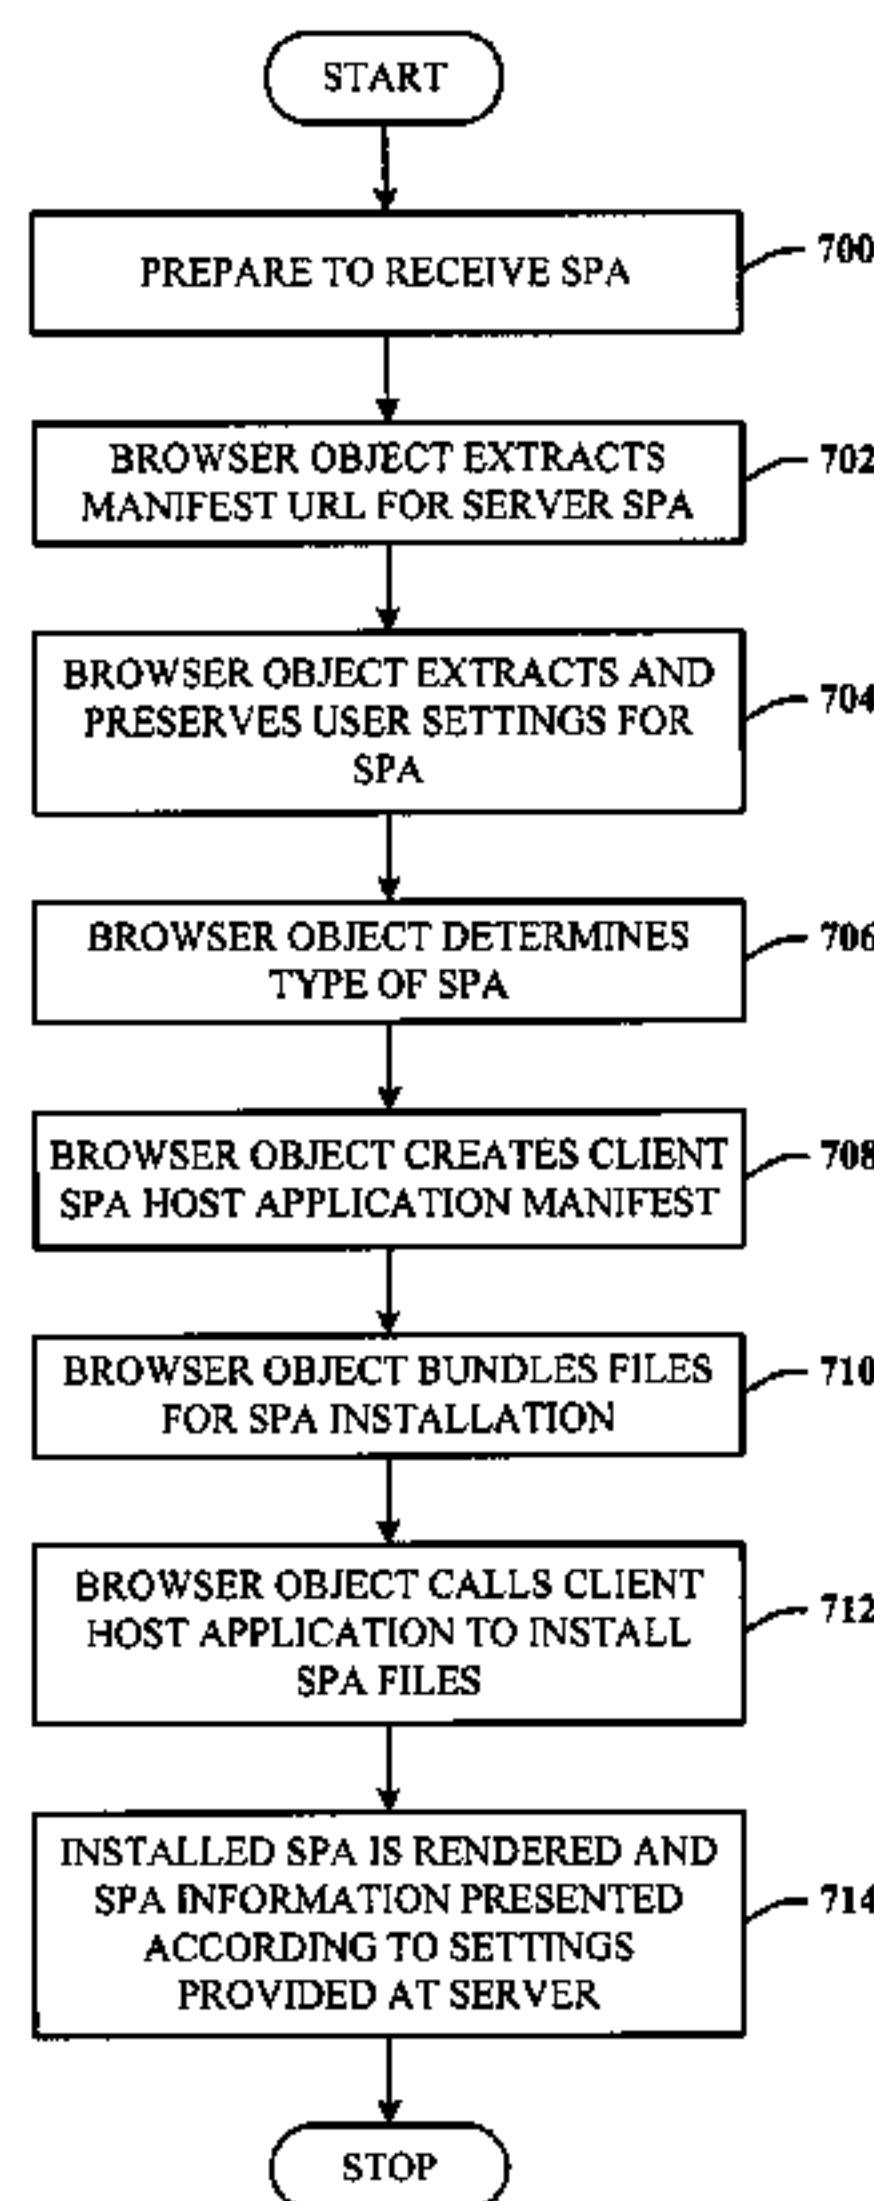 START
PREPARE TO RECEIVE SPA
700
BROWSER OBJECT EXTRACTS
MANIFEST URL FOR SERVER SPA
702
BROWSER OBJECT EXTRACTS AND
PRESERVES USER SETTINGS FOR
SPA
704
BROWSER OBJECT DETERMINES
TYPE OF SPA
706
BROWSER OBJECT CREATES CLIENT
SPA HOST APPLICATION MANIFEST
708
BROWSER OBJECT BUNDLES FILES
FOR SPA INSTALLATION
710
BROWSER OBJECT CALLS CLIENT
HOST APPLICATION TO INSTALL
SPA FILES
712
INSTALLED SPA IS RENDERED AND
SPA INFORMATION PRESENTED
ACCORDING TO SETTINGS
PROVIDED AT SERVER
714
STOP